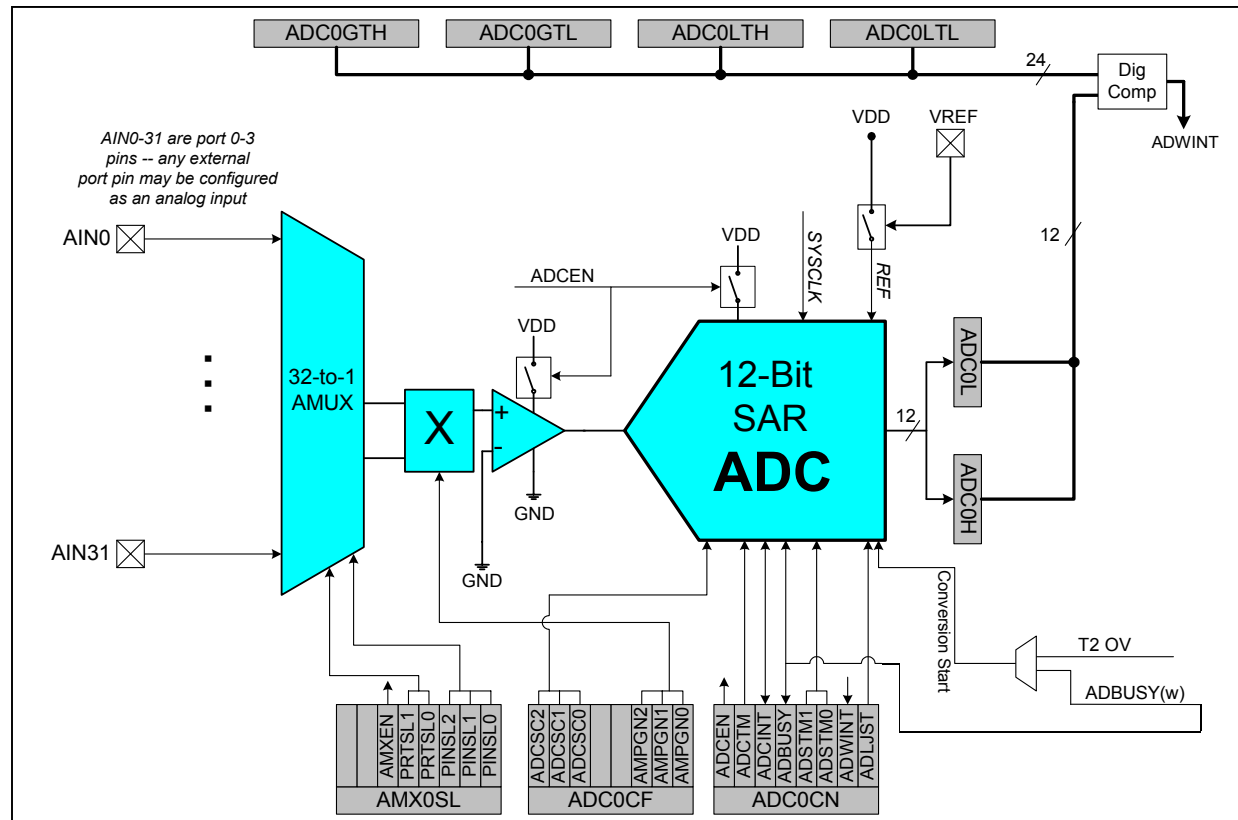 ADC0GTH
ADC0GTL
ADC0LTH
ADC0LTL
24
Dig
Comp
ADWINT
AIN0-31 are port 0-3
pins -- any external
port pin may be configured
as an analog input
VDD
VREF
AIN0
VDD
SYSCLK
REF
12
ADCEN
VDD
32-to-1
AMUX
X
+
-
12-Bit
SAR
ADC
12
ADC0L
ADC0H
GND
GND
AIN31
Conversion Start
T2 OV
ADBUSY(w)
AMXEN
PRTSL1
PRTSL0
PINSL2
PINSL1
PINSL0
AMX0SL
ADCSC2
ADCSC1
ADCSC0
AMPGN2
AMPGN1
AMPGN0
ADC0CF
ADCEN
ADCTM
ADCINT
ADBUSY
ADSTM1
ADSTM0
ADWINT
ADLJST
ADC0CN